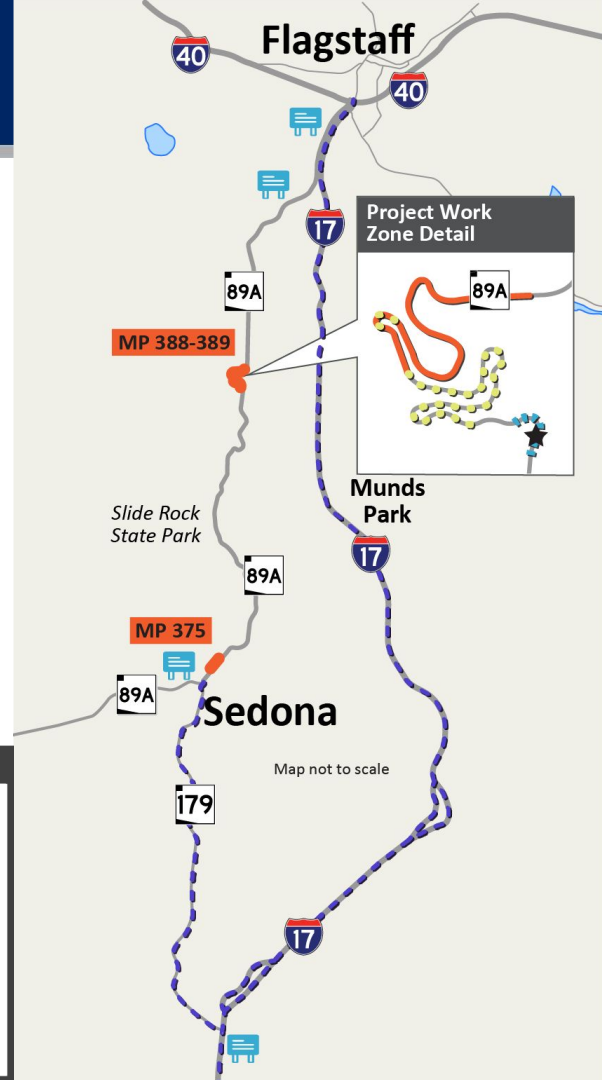 Flagstaff
40
40
17
Project Work
Zone Detail
89A
89A
MP 388-389
Munds
Park
Slide Rock
State Park
17
89A
MP 375
89A
Sedona
Map not to scale
179
17